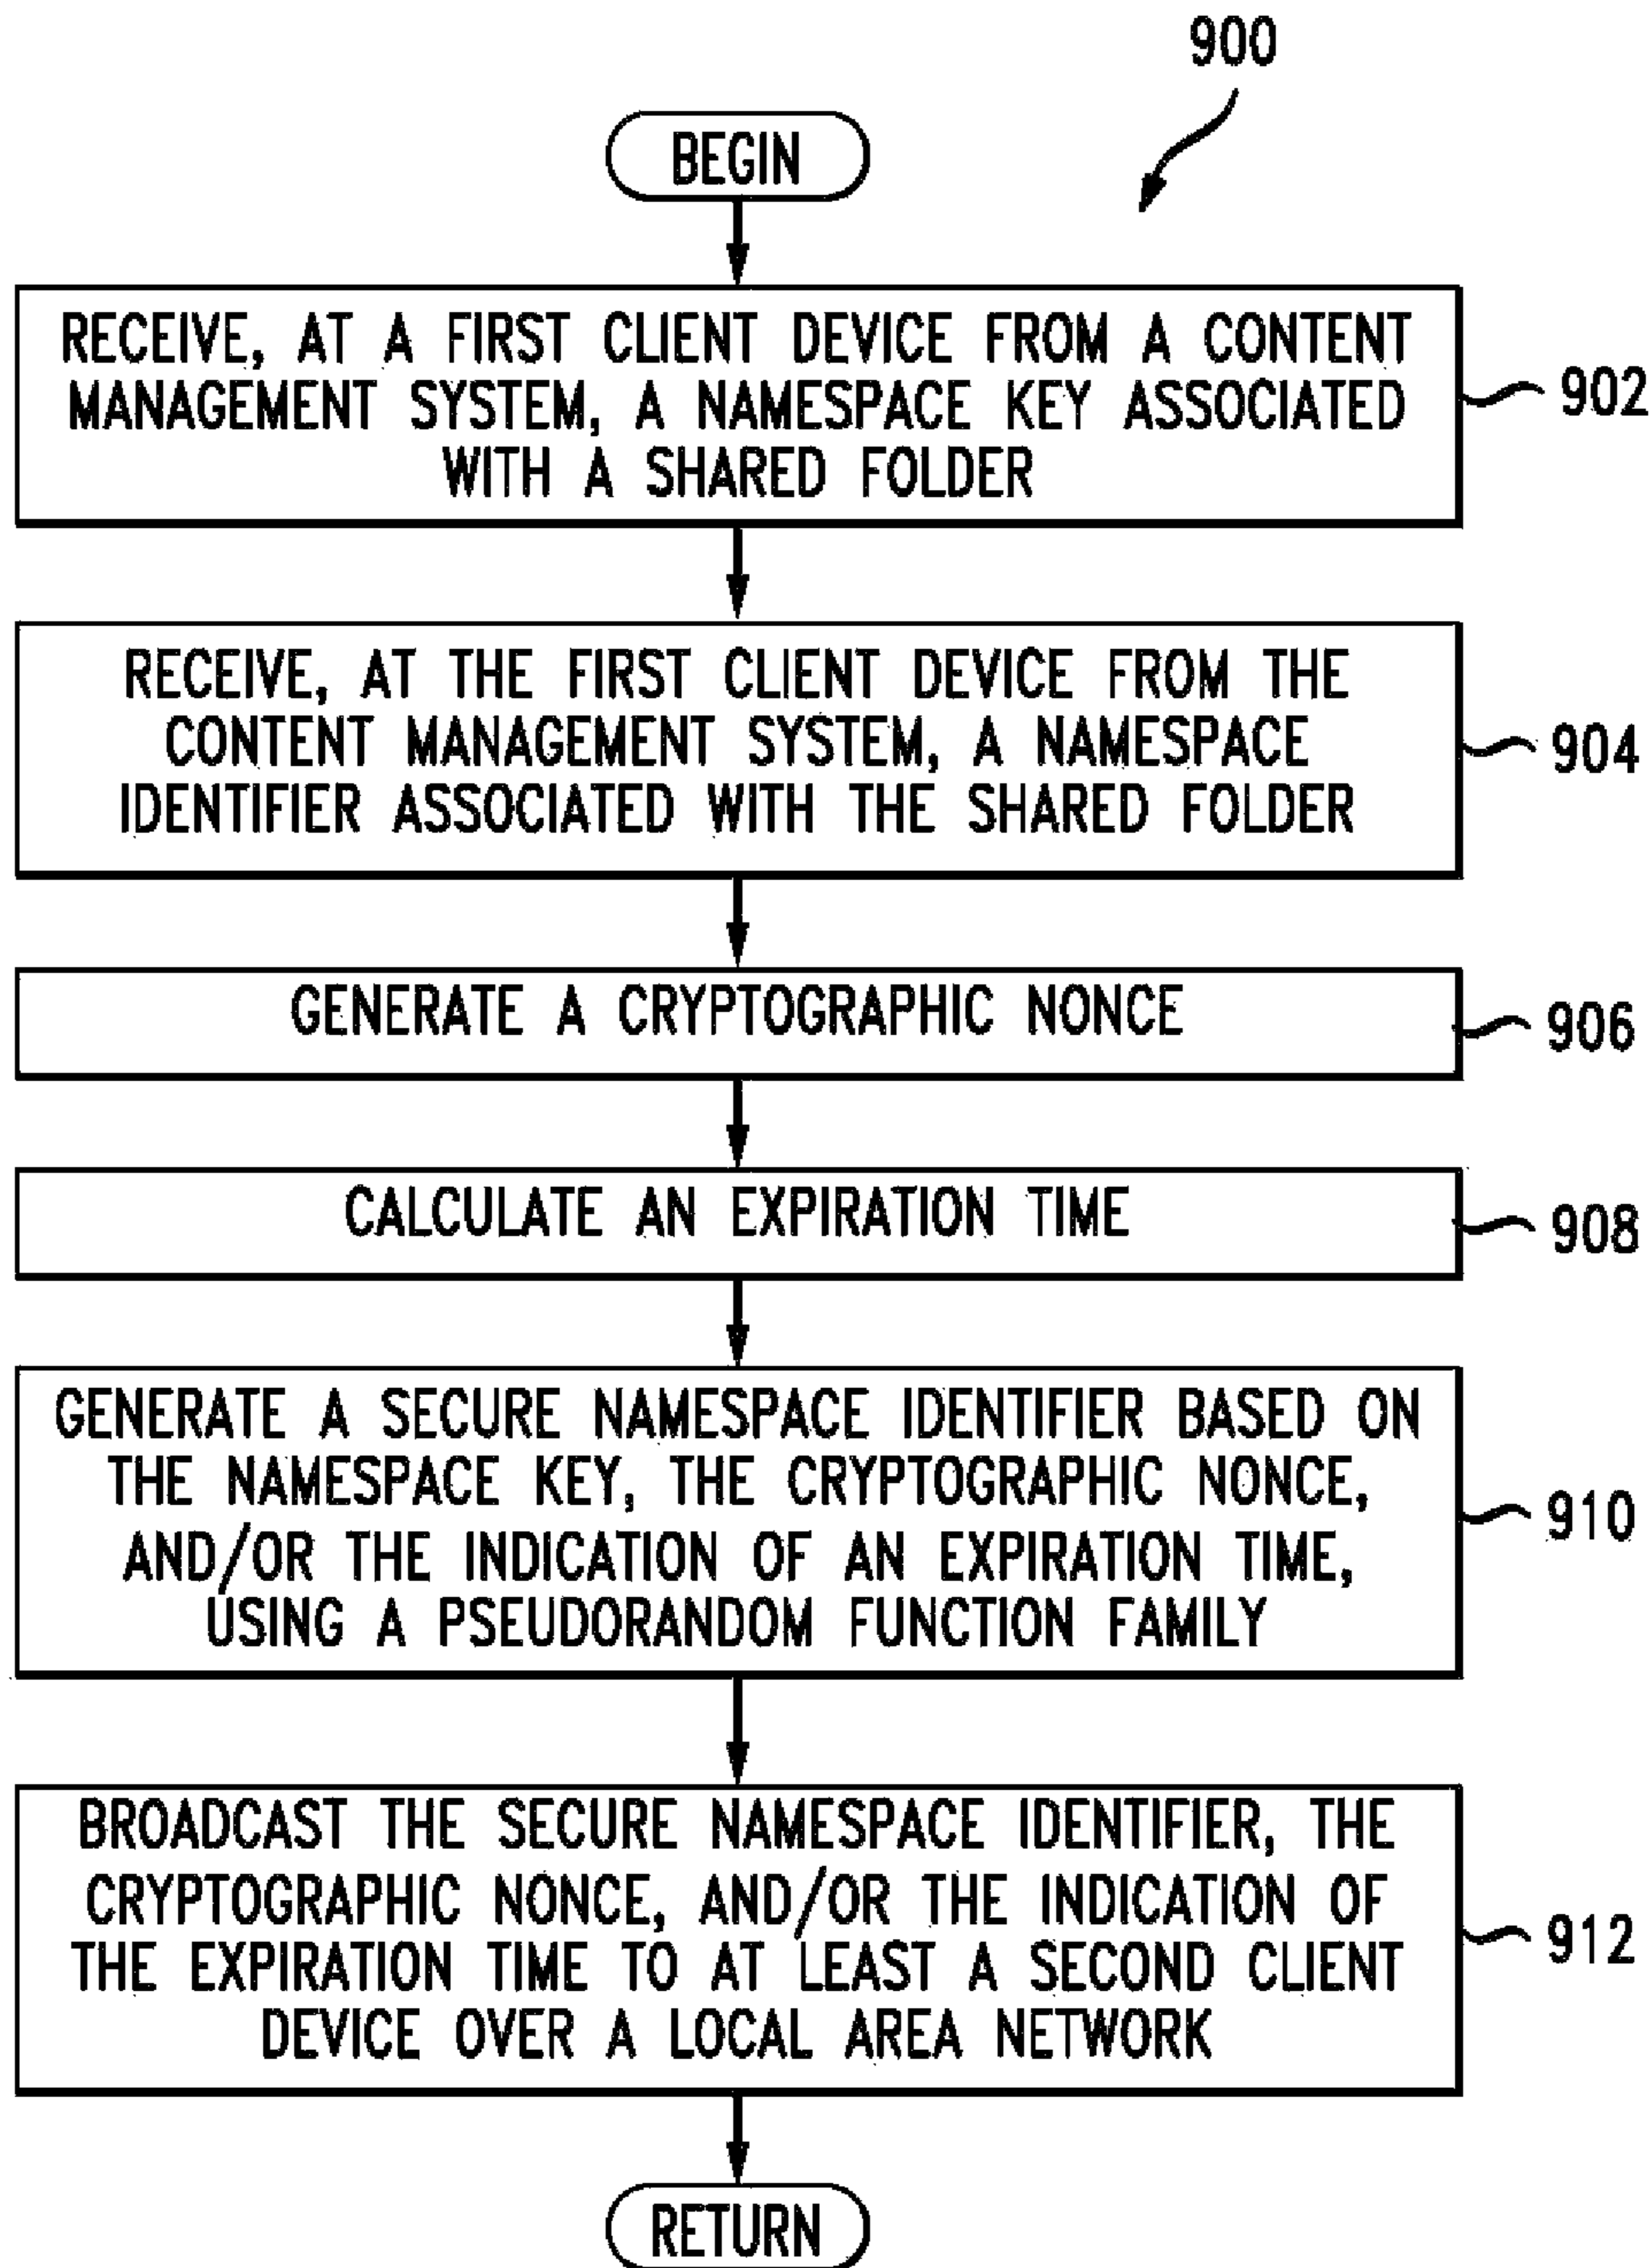 900
BEGIN
RECEIVE, AT A FIRST CLIENT DEVICE FROM A CONTENT
MANAGEMENT SYSTEM, A NAMESPACE KEY ASSOCIATED
WITH A SHARED FOLDER
902
RECEIVE, AT THE FIRST CLIENT DEVICE FROM THE
CONTENT MANAGEMENT SYSTEM, A NAMESPACE
IDENTIFIER ASSOCIATED WITH THE SHARED FOLDER
904
GENERATE A CRYPTOGRAPHIC NONCE
906
CALCULATE AN EXPIRATION TIME
908
GENERATE A SECURE NAMESPACE IDENTIFIER BASED ON
THE NAMESPACE KEY, THE CRYPTOGRAPHIC NONCE,
AND/OR THE INDICATION OF AN EXPIRATION TIME,
USING A PSEUDORANDOM FUNCTION FAMILY
910
BROADCAST THE SECURE NAMESPACE IDENTIFIER, THE
CRYPTOGRAPHIC NONCE, AND/OR THE INDICATION OF
THE EXPIRATION TIME TO AT LEAST A SECOND CLIENT
DEVICE OVER A LOCAL AREA NETWORK
912
RETURN